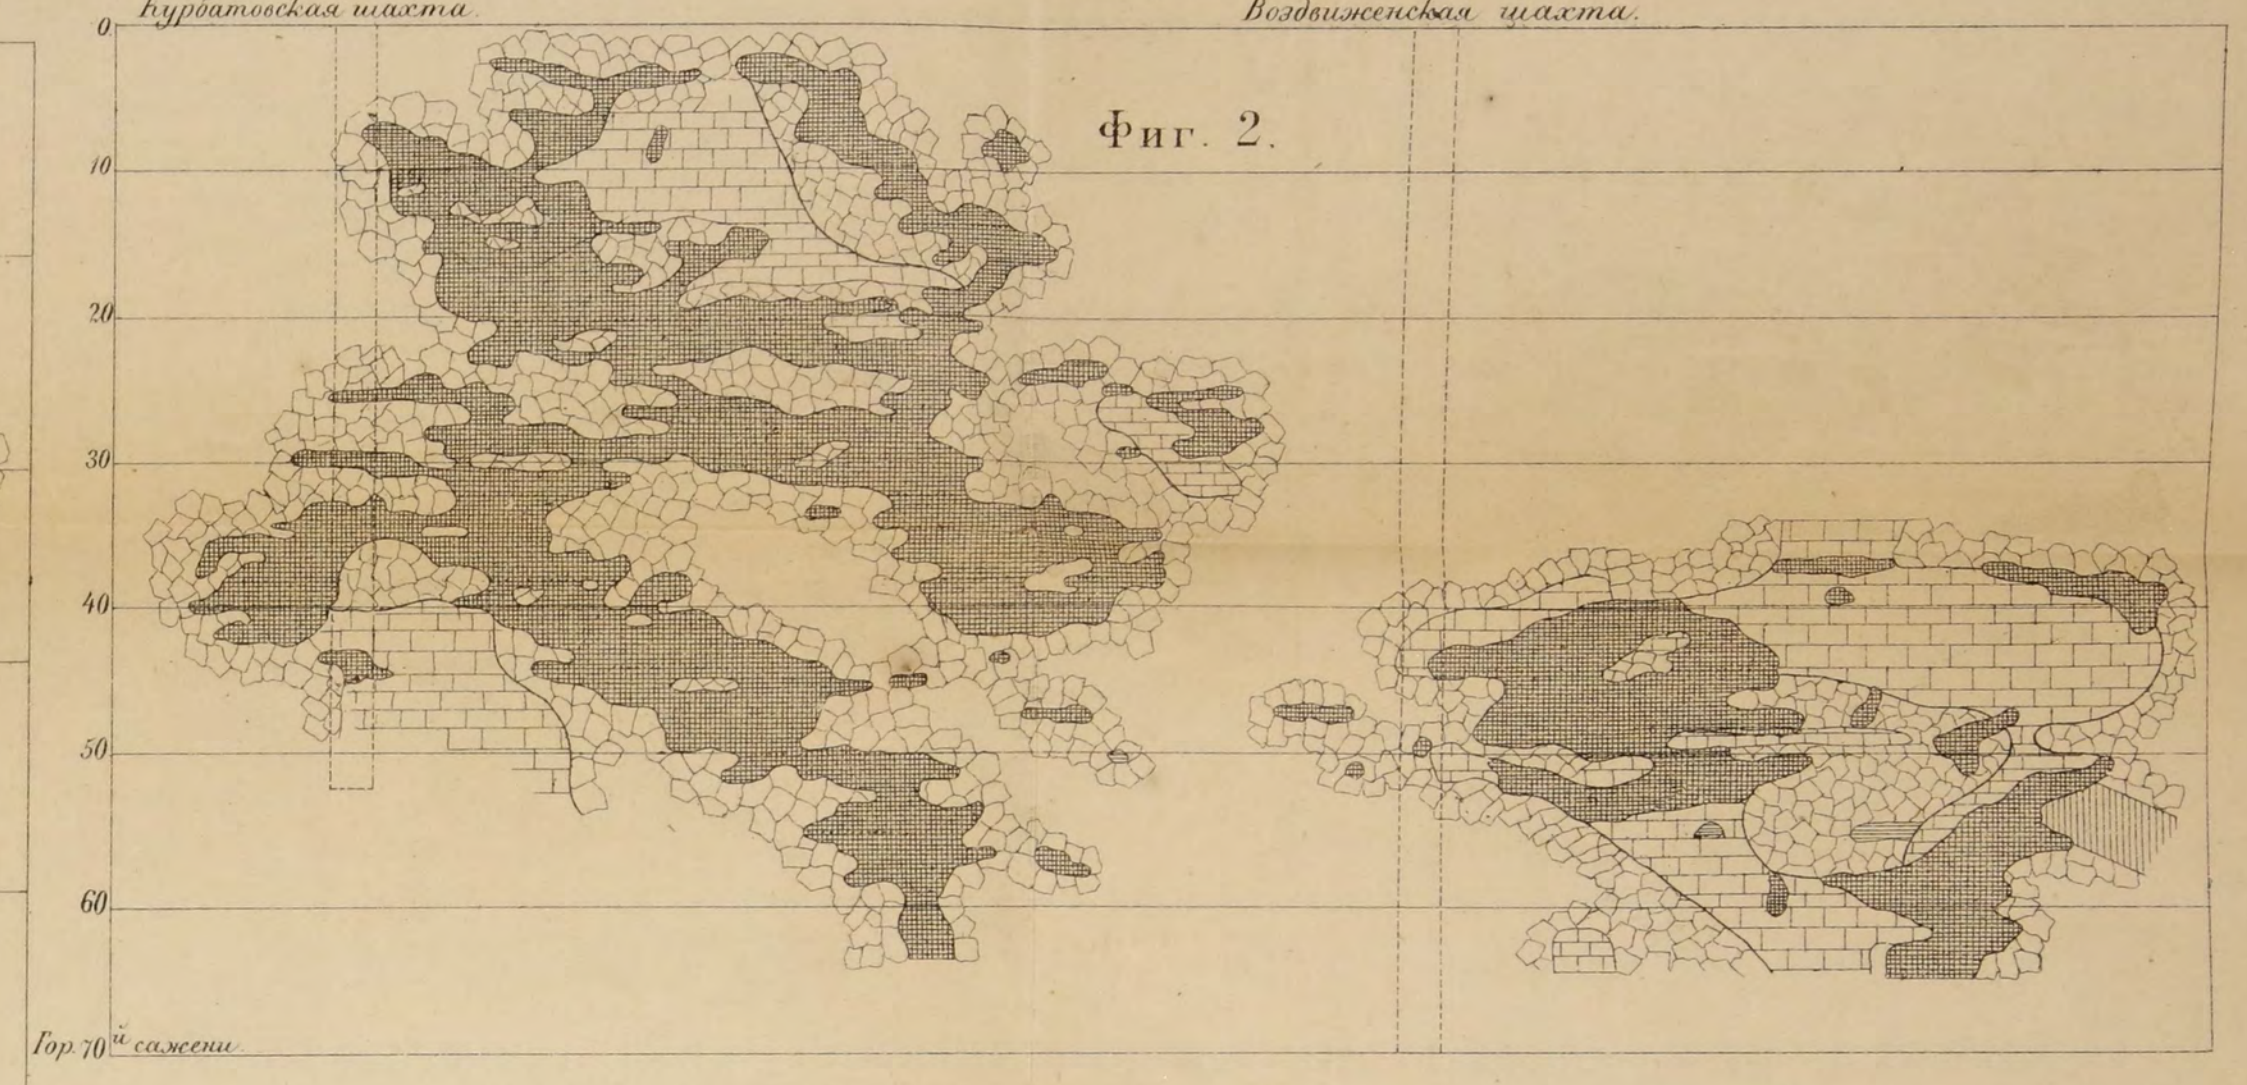 Курбатовская шахта.
Воздвиженская шахта.
0
Фиг. 2.
10
20
30
40
50
60
Гор. 70й сажени.